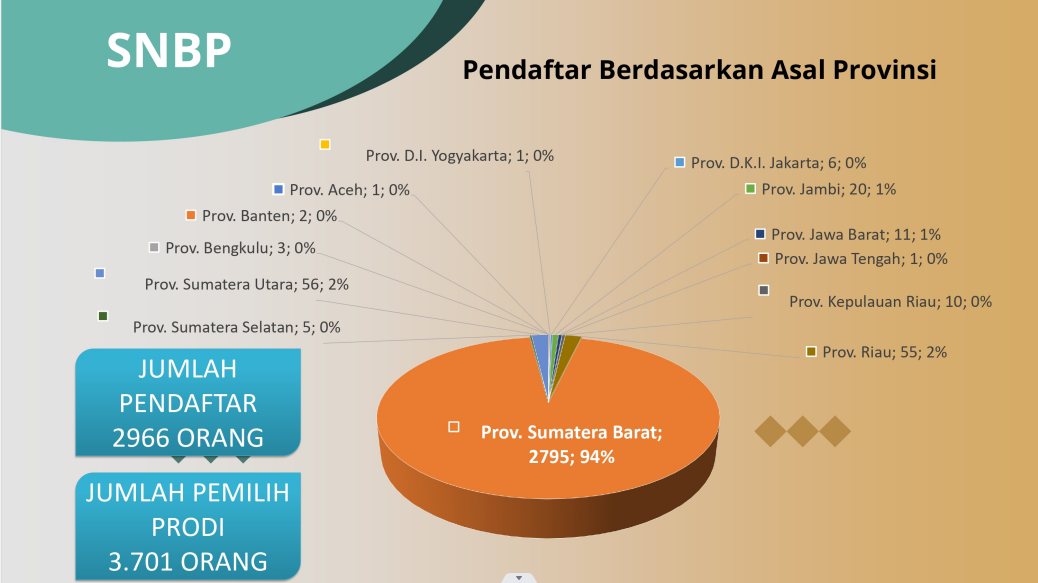 SNBP
Pendaftar Berdasarkan Asal Provinsi
Prov. D.I. Yogyakarta; 1; 0%
Prov. D.K.I. Jakarta; 6; 0%
Prov. Aceh; 1; 0%
Prov. Jambi; 20; 1%
Prov. Banten; 2; 0%
Prov. Jawa Barat; 11; 1%
Prov. Bengkulu; 3; 0%
Prov. Jawa Tengah; 1; 0%
Prov. Sumatera Utara; 56; 2%
Prov. Kepulauan Riau; 10; 0%
Prov. Sumatera Selatan; 5; 0%
Prov. Riau; 55; 2%
JUMLAH
PENDAFTAR
2966 ORANG
Prov. Sumatera Barat;
2795; 94%
JUMLAH PEMILIH
PRODI
3.701 ORANG